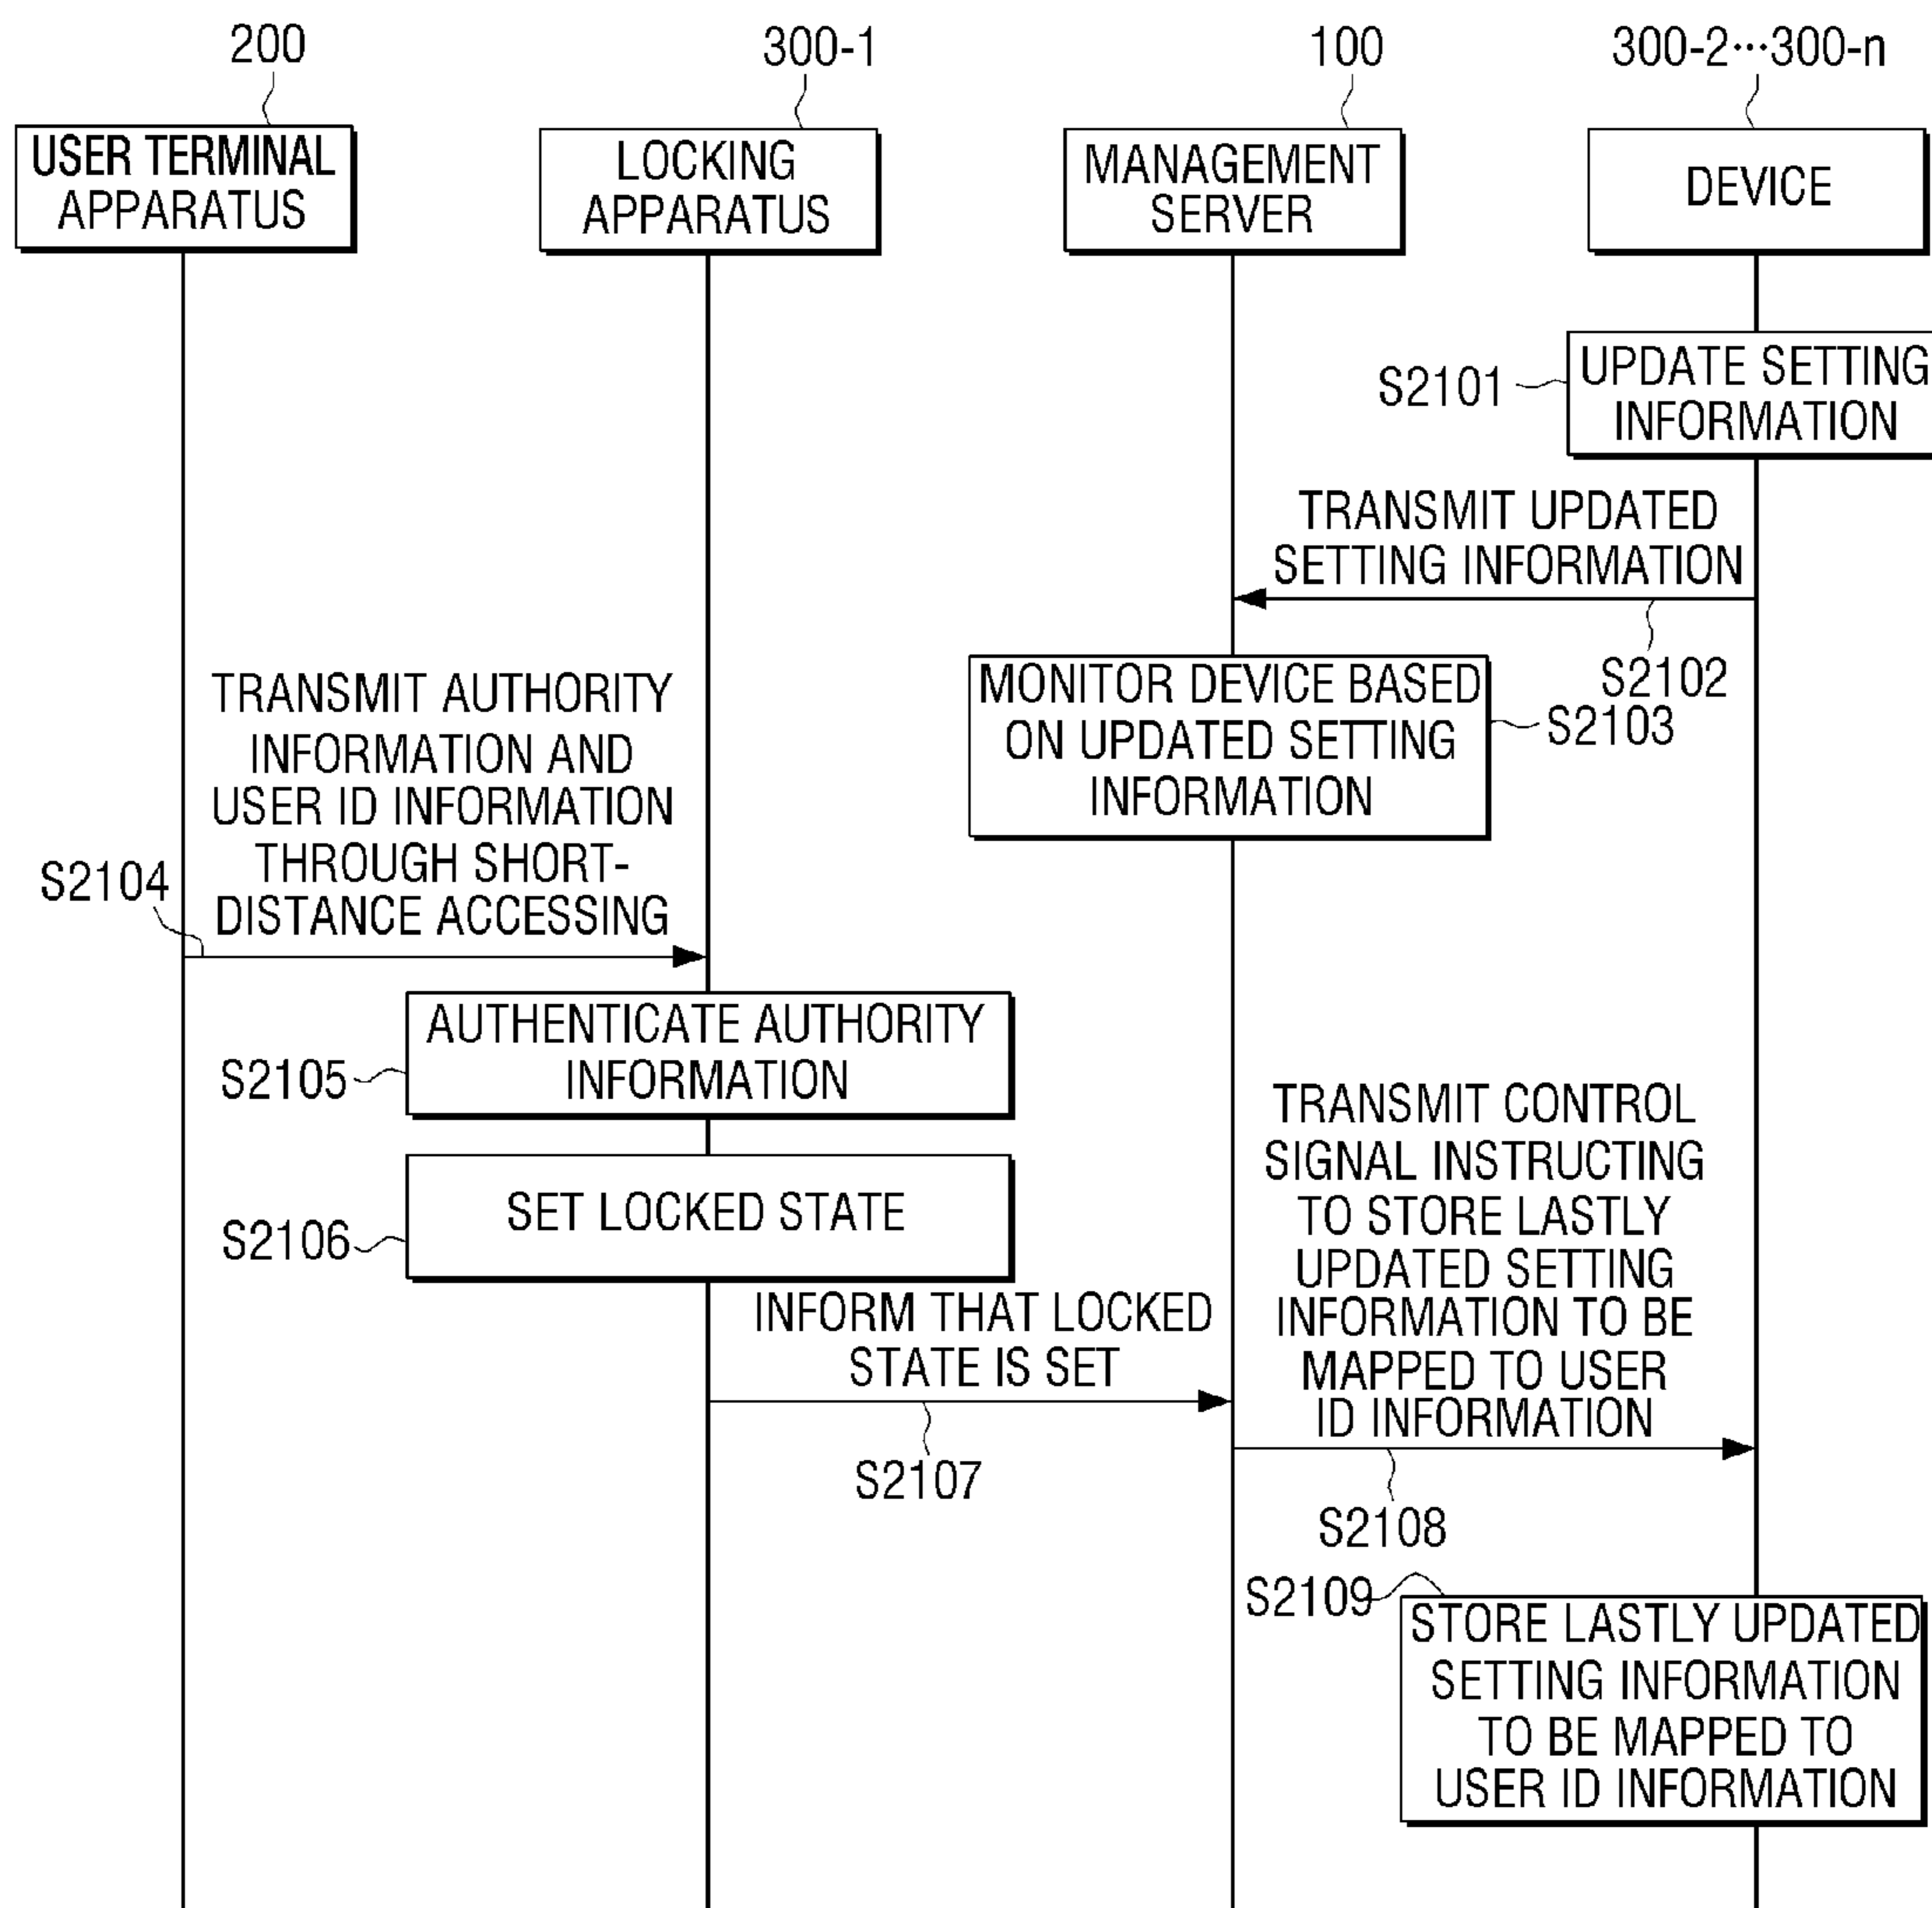 200
300-1
100
300-2···300-n
USER TERMINAL
APPARATUS
LOCKING
APPARATUS
MANAGEMENT
SERVER
DEVICE
S2101
UPDATE SETTING
INFORMATION
TRANSMIT UPDATED
SETTING INFORMATION
S2102
MONITOR DEVICE BASED
ON UPDATED SETTING
INFORMATION
S2103
TRANSMIT AUTHORITY
INFORMATION AND
USER ID INFORMATION
THROUGH SHORT-
DISTANCE ACCESSING
S2104
AUTHENTICATE AUTHORITY
INFORMATION
S2105
SET LOCKED STATE
S2106
INFORM THAT LOCKED
STATE IS SET
S2107
TRANSMIT CONTROL
SIGNAL INSTRUCTING
TO STORE LASTLY
UPDATED SETTING
INFORMATION TO BE
MAPPED TO USER
ID INFORMATION
S2108
S2109
STORE LASTLY UPDATED
SETTING INFORMATION
TO BE MAPPED TO
USER ID INFORMATION